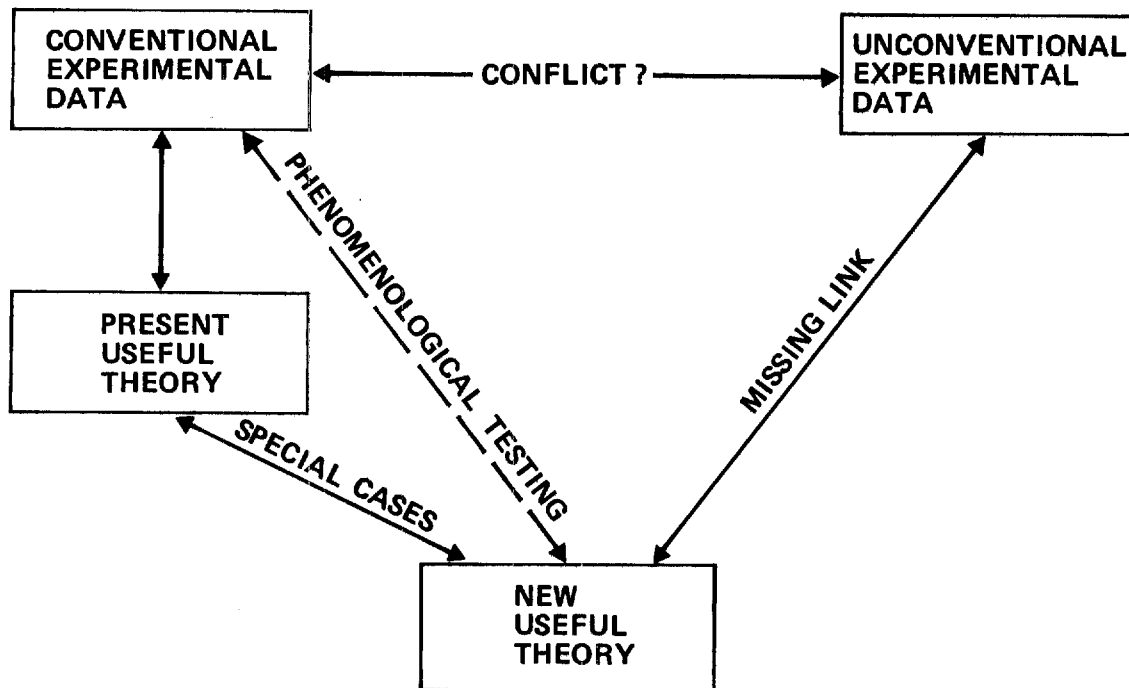 CONVENTIONAL
EXPERIMENTAL
DATA
CONFLICT ?
UNCONVENTIONAL
EXPERIMENTAL
DATA
PHENOMENOLOGICAL TESTING
MISSING LINK
PRESENT
USEFUL
THEORY
SPECIAL CASES
NEW
USEFUL
THEORY